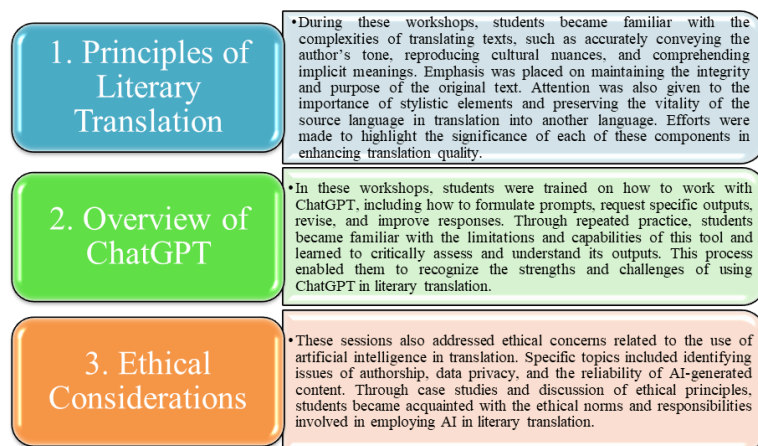 1. Principles of
Literary
Translation
•During these workshops, students became familiar with the
complexities of translating texts, such as accurately conveying the
author's tone, reproducing cultural nuances, and comprehending
implicit meanings. Emphasis was placed on maintaining the integrity
and purpose of the original text. Attention was also given to the
importance of stylistic elements and preserving the vitality of the
source language in translation into another language. Efforts were
made to highlight the significance of each of these components in
enhancing translation quality.
2. Overview of
ChatGPT
•In these workshops, students were trained on how to work with
ChatGPT, including how to formulate prompts, request specific outputs,
revise, and improve responses. Through repeated practice, students
became familiar with the limitations and capabilities of this tool and
learned to critically assess and understand its outputs. This process
enabled them to recognize the strengths and challenges of using
ChatGPT in literary translation.
3. Ethical
Considerations
•These sessions also addressed ethical concerns related to the use of
artificial intelligence in translation. Specific topics included identifying
issues of authorship, data privacy, and the reliability of AI-generated
content. Through case studies and discussion of ethical principles,
students became acquainted with the ethical norms and responsibilities
involved in employing AI in literary translation.